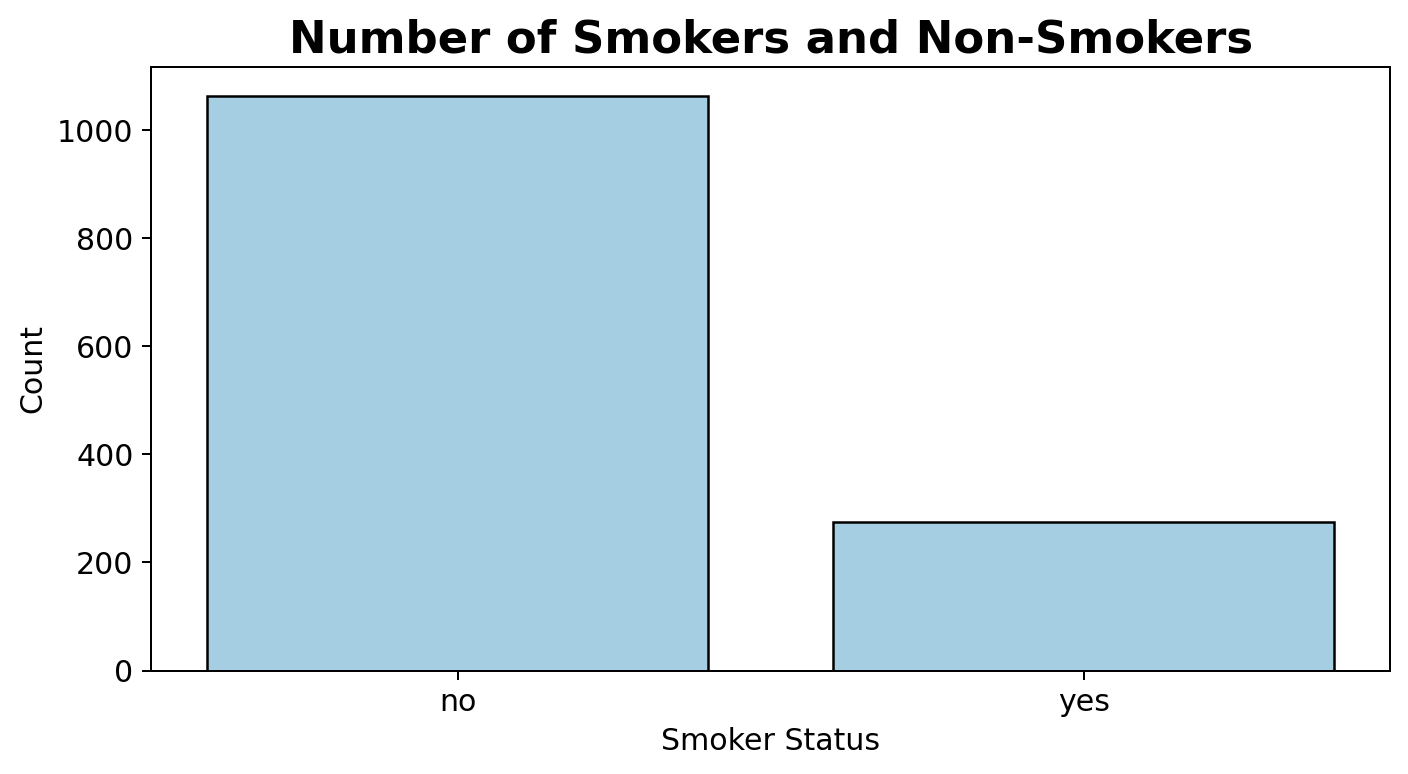 Number of Smokers and Non-Smokers
1000
800
600
400
200
0
Count
no
yes
Smoker Status